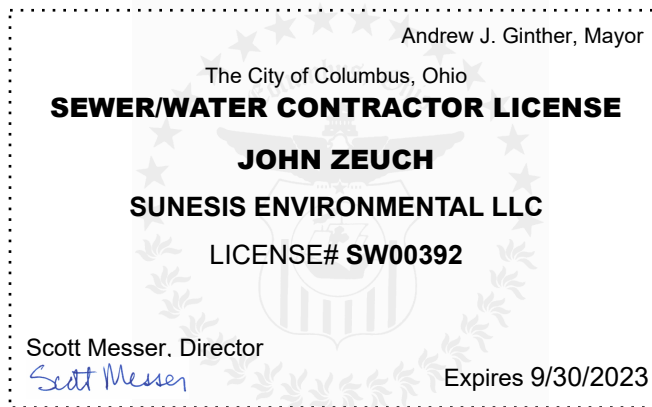 Andrew J. Ginther, Mayor
The City of Columbus, Ohio
SEWER/WATER CONTRACTOR LICENSE
JOHN ZEUCH
SUNESIS ENVIRONMENTAL LLC
LICENSE# SW00392
Scott Messer, Director
Scott Messer
Expires 9/30/2023